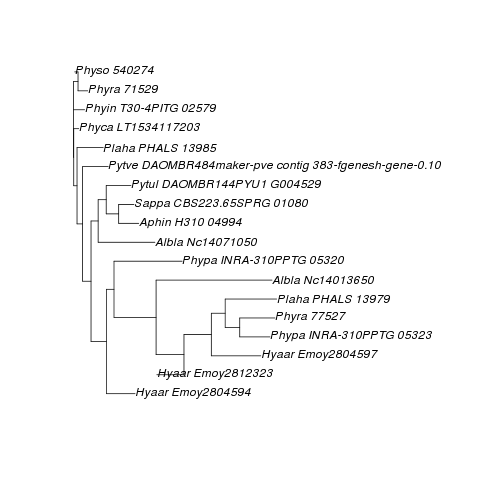 Physo 540274
Phyra 71529
Phyin T30-4PITG 02579
Phyca LT1534117203
Plaha PHALS 13985
Pytve DAOMBR484maker-pve contig 383-fgenesh-gene-0.10
Pytul DAOMBR144PYU1 G004529
Sappa CBS223.65SPRG 01080
Aphin H310 04994
Albla Nc14071050
Phypa INRA-310PPTG 05320
Albla Nc14013650
Plaha PHALS 13979
Phyra 77527
Phypa INRA-310PPTG 05323
Hyaar Emoy2804597
Hyaar Emoy2812323
Hyaar Emoy2804594